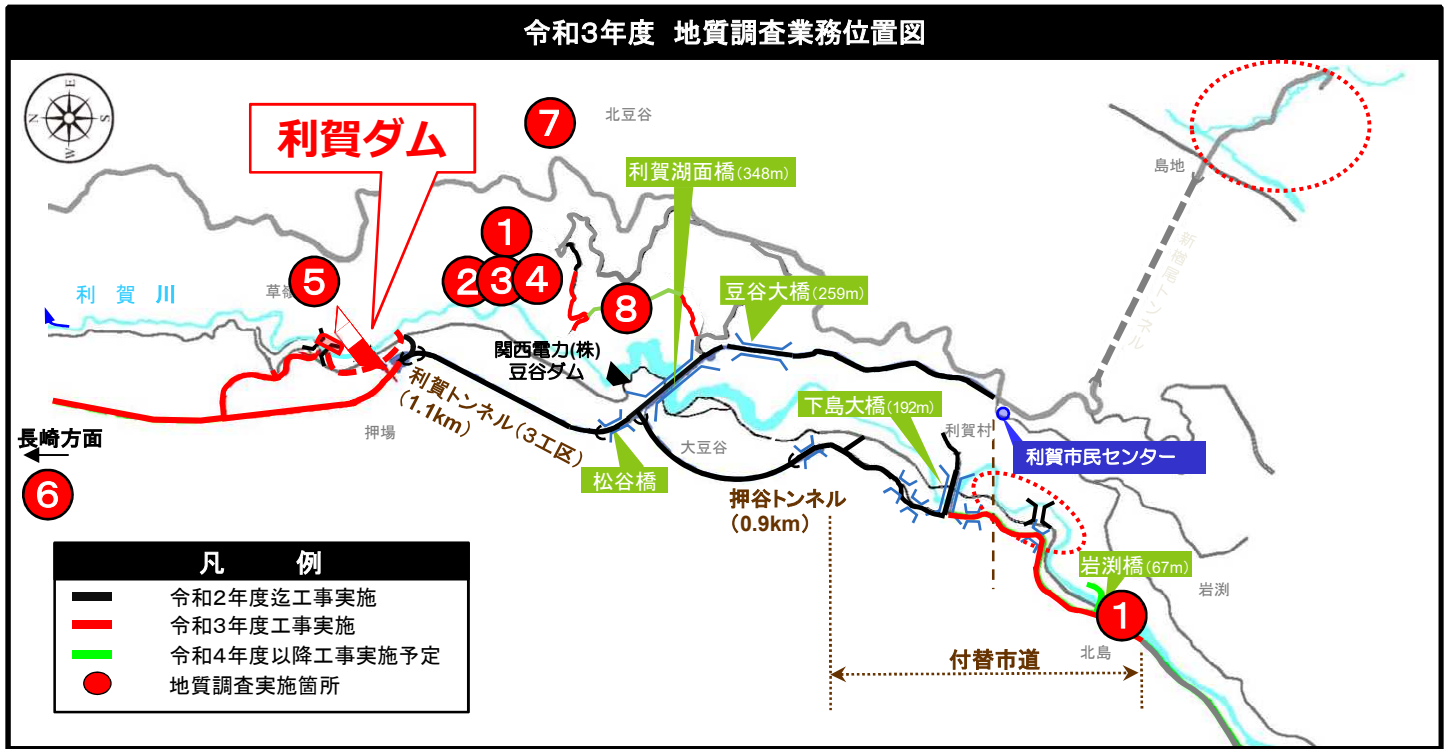 令和3年度 地質調査業務位置図
E
N
S
W
利賀ダム
7
北豆谷
利賀湖面橋(348m)
島地
新楢尾トンネル
1
2
3
4
5
草嶺
利賀川
8
豆谷大橋(259m)
関西電力(株)
豆谷ダム
利賀トンネル(3工区)
(1.1km)
押場
長崎方面
6
松谷橋
大豆谷
下島大橋(192m)
利賀村
利賀市民センター
押谷トンネル
(0.9km)
岩渕橋(67m)
岩渕
1
北島
付替市道
凡例
令和2年度迄工事実施
令和3年度工事実施
令和4年度以降工事実施予定
地質調査実施箇所